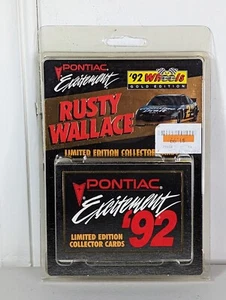 PONTIAC
Excitement
'92 Wheels
GOLD EDITION
RUSTY
WALLACE
LIMITED EDITION COLLECTOR
PONTIAC
Excitement
'92
LIMITED EDITION
COLLECTOR CARDS